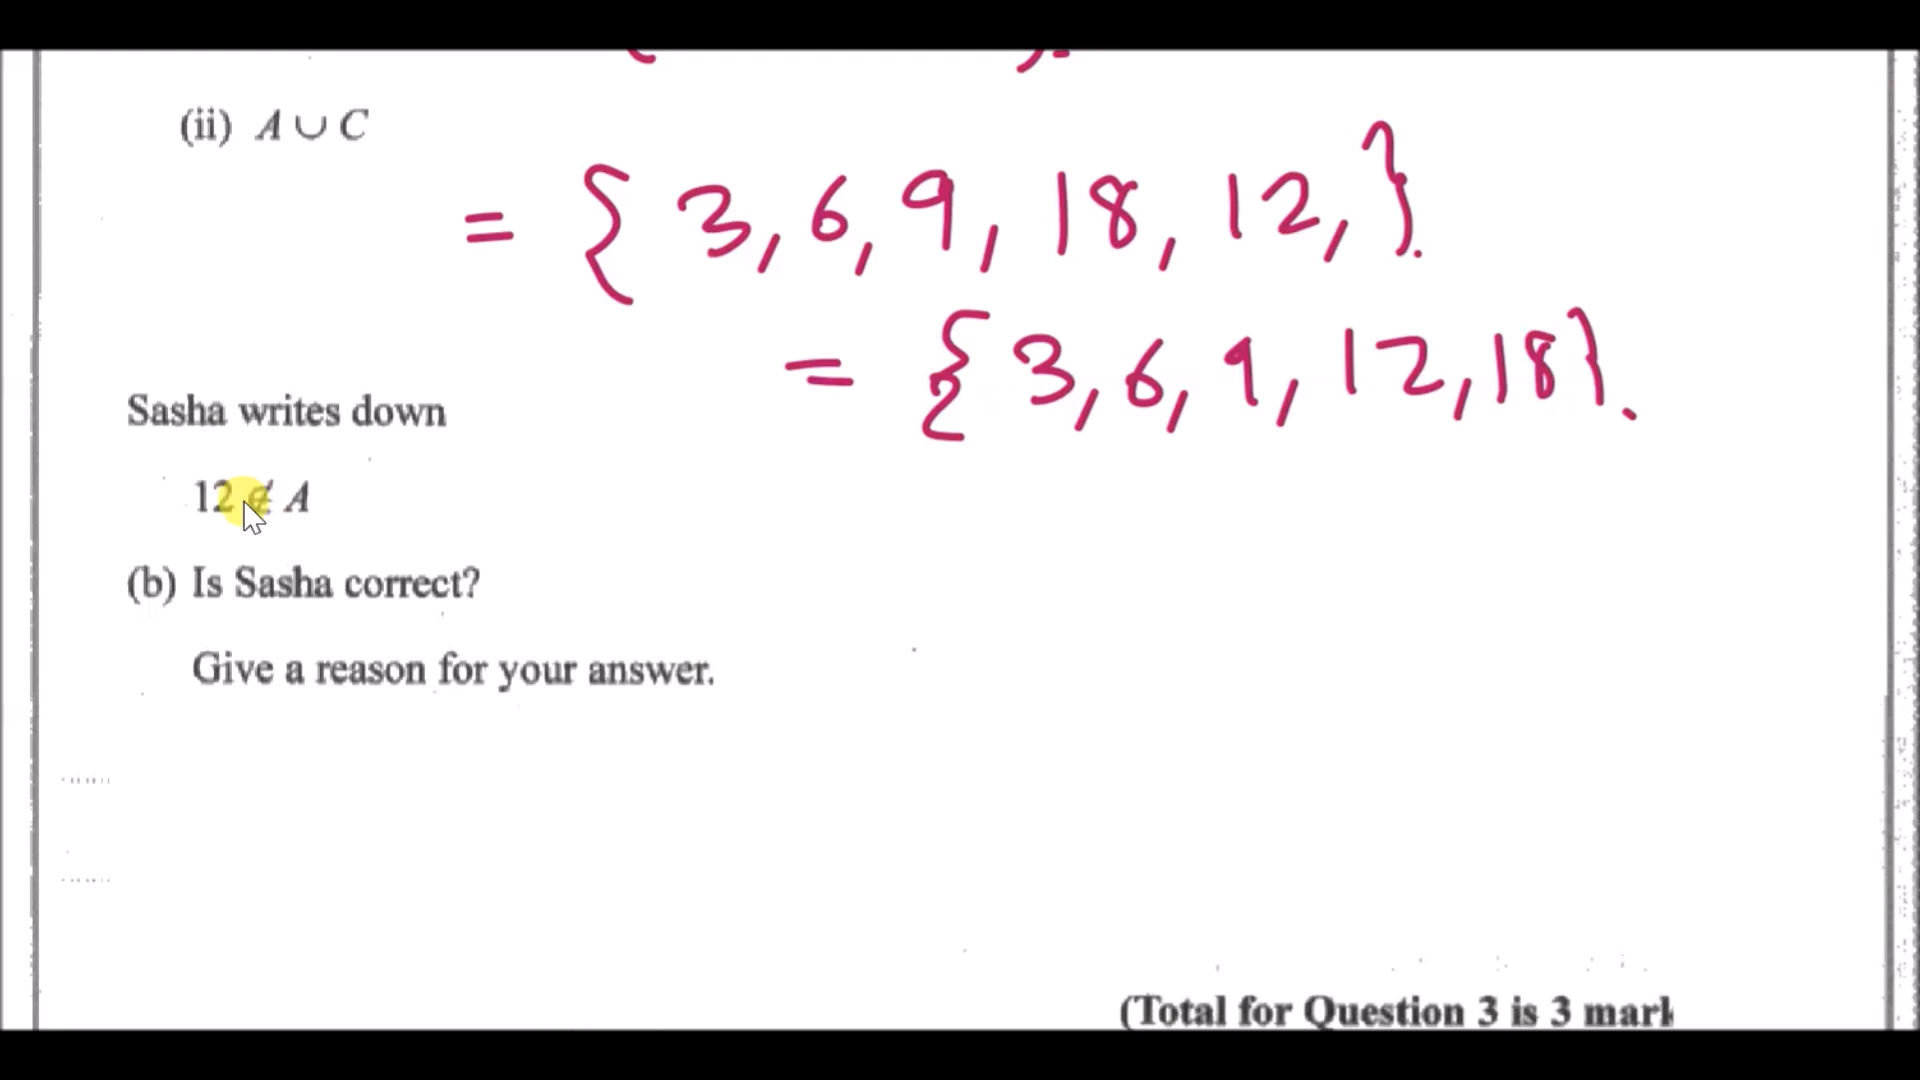 (ii) A ∪ C
= { 3, 6, 9, 18, 12, }.
= { 3, 6, 9, 12, 18 }.
Sasha writes down
12 ∉ A
(b) Is Sasha correct?
Give a reason for your answer.
(Total for Question 3 is 3 mark